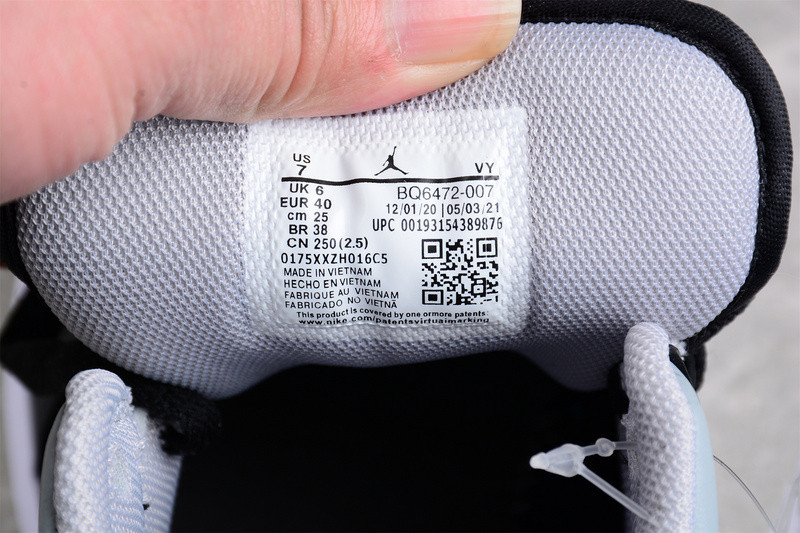 US
7
VY
UK 6
EUR 40
cm 25
BR 38
CN 250(2.5)
BQ6472-007
12/01/20 | 05/03/21
UPC 00193154389876
0175XXZH016C5
MADE IN VIETNAM
HECHO EN VIETNAM
FABRIQUE AU VIETNAM
FABRICADO NO VIETNÃ
This product is covered by one ormore patents
www.nike.com/patentsvirtuaimarking